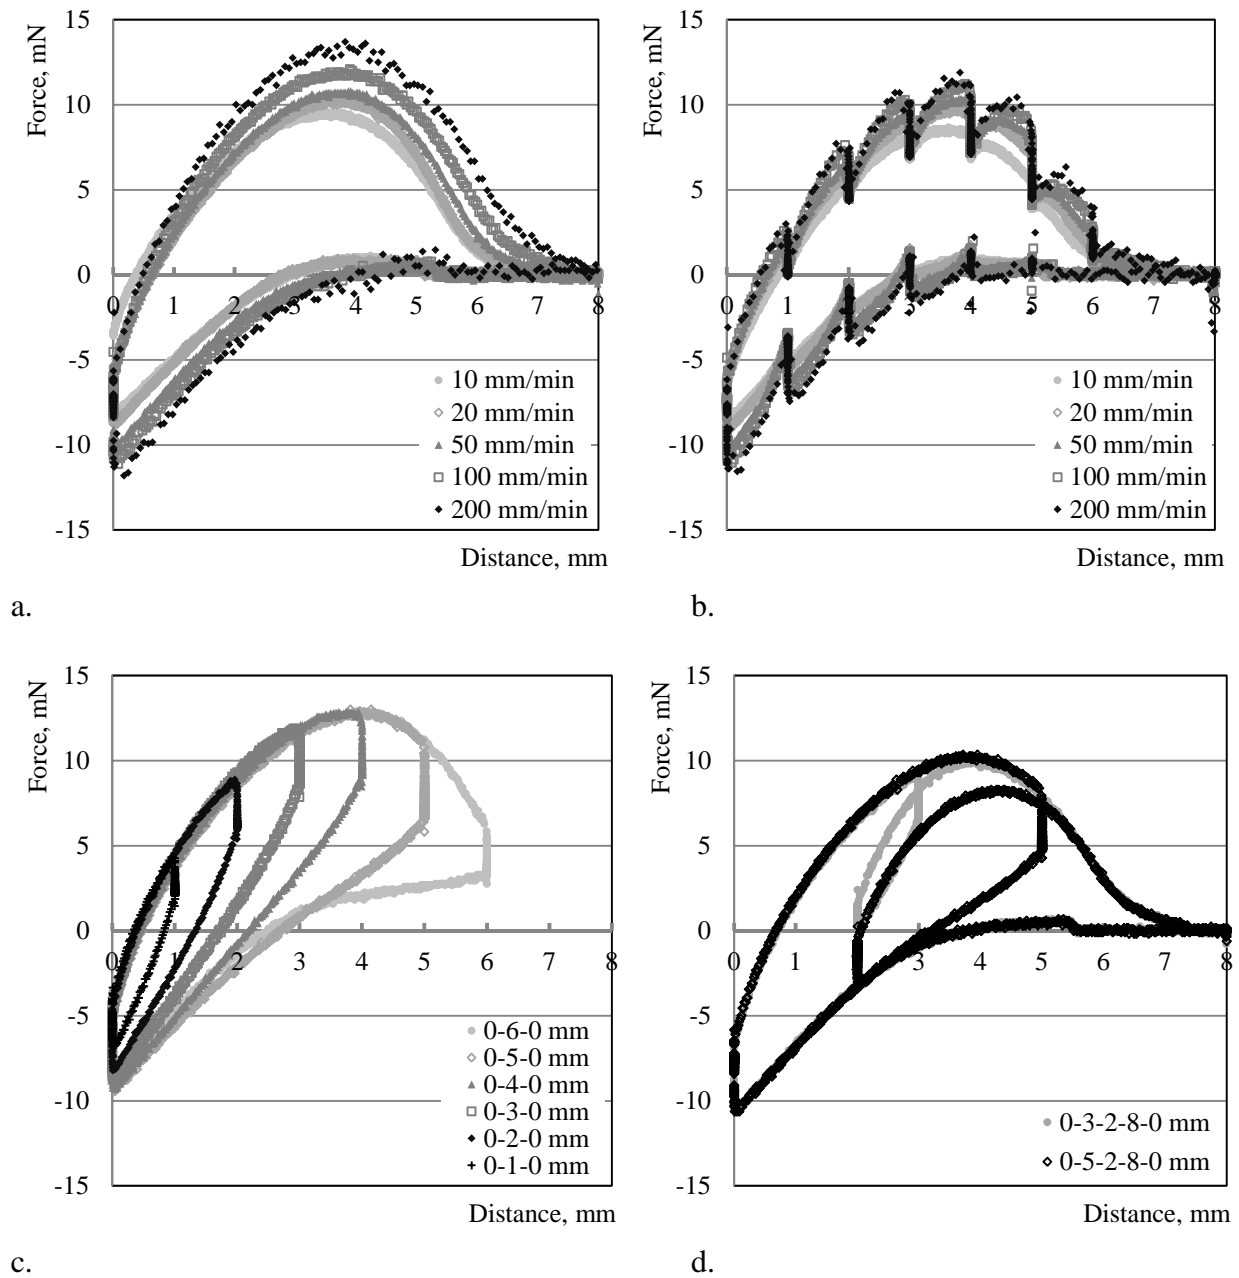 Force, mN
15
10
5
0
-5
-10
-15
0 1 2 3 4 5 6 7 8
10 mm/min
20 mm/min
50 mm/min
100 mm/min
200 mm/min
Distance, mm
a.
Force, mN
15
10
5
0
-5
-10
-15
0 1 2 3 4 5 6 7 8
10 mm/min
20 mm/min
50 mm/min
100 mm/min
200 mm/min
Distance, mm
b.
Force, mN
15
10
5
0
-5
-10
-15
0 1 2 3 4 5 6 7 8
0-6-0 mm
0-5-0 mm
0-4-0 mm
0-3-0 mm
0-2-0 mm
0-1-0 mm
Distance, mm
c.
Force, mN
15
10
5
0
-5
-10
-15
0 1 2 3 4 5 6 7 8
0-3-2-8-0 mm
0-5-2-8-0 mm
Distance, mm
d.